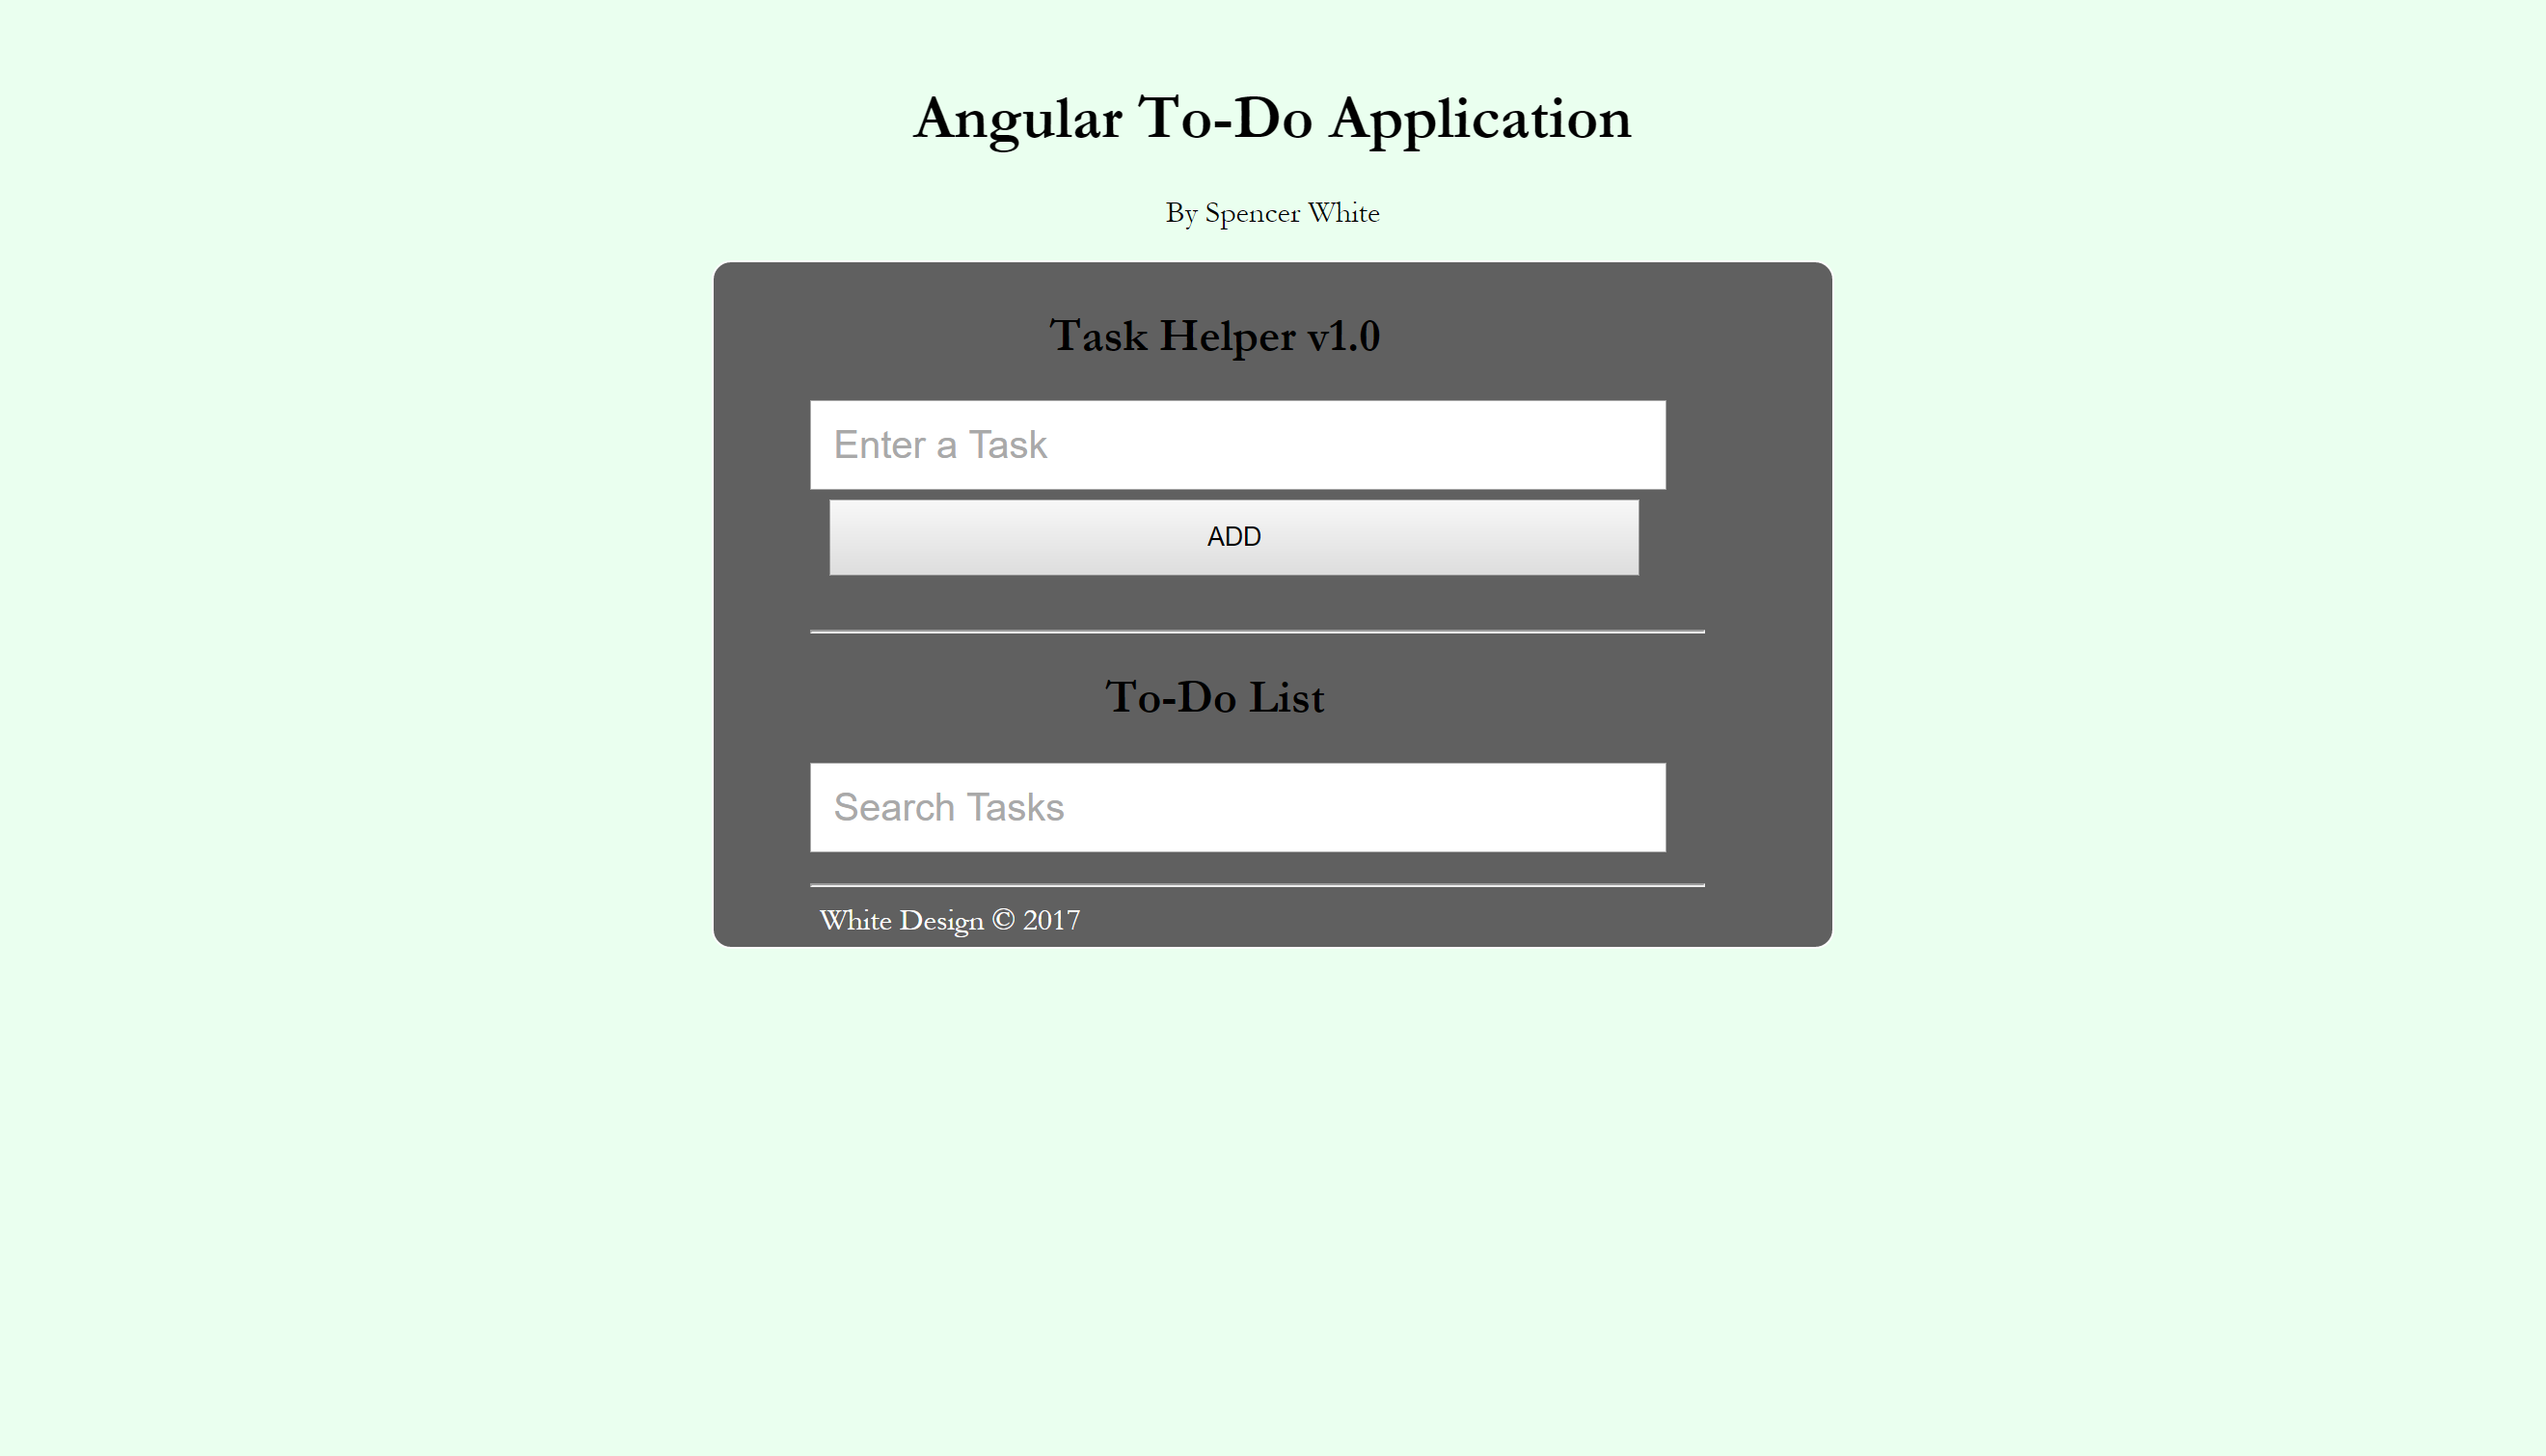 Angular To-Do Application
By Spencer White
Task Helper v1.0
Enter a Task
ADD
To-Do List
Search Tasks
White Design © 2017